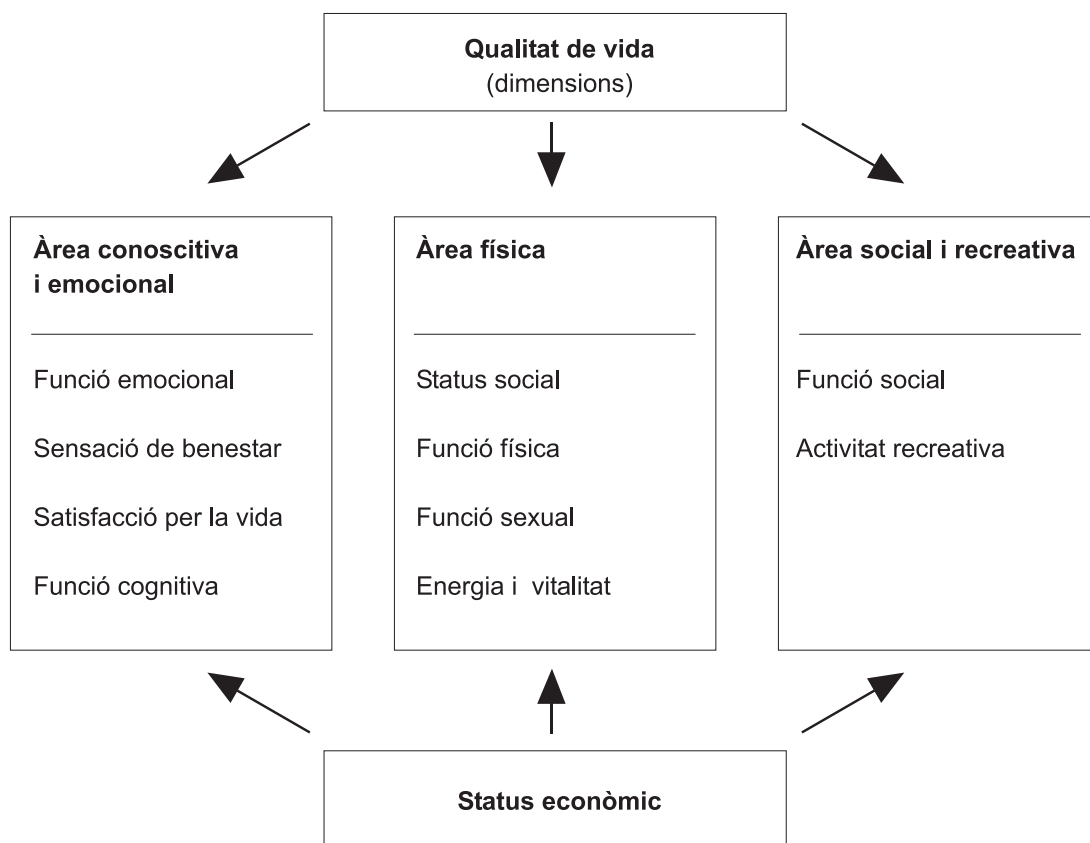 Qualitat de vida
(dimensions)
Àrea conoscitiva
i emocional
Funció emocional
Sensació de benestar
Satisfacció per la vida
Funció cognitiva
Àrea física
Status social
Funció física
Funció sexual
Energia i vitalitat
Àrea social i recreativa
Funció social
Activitat recreativa
Status econòmic